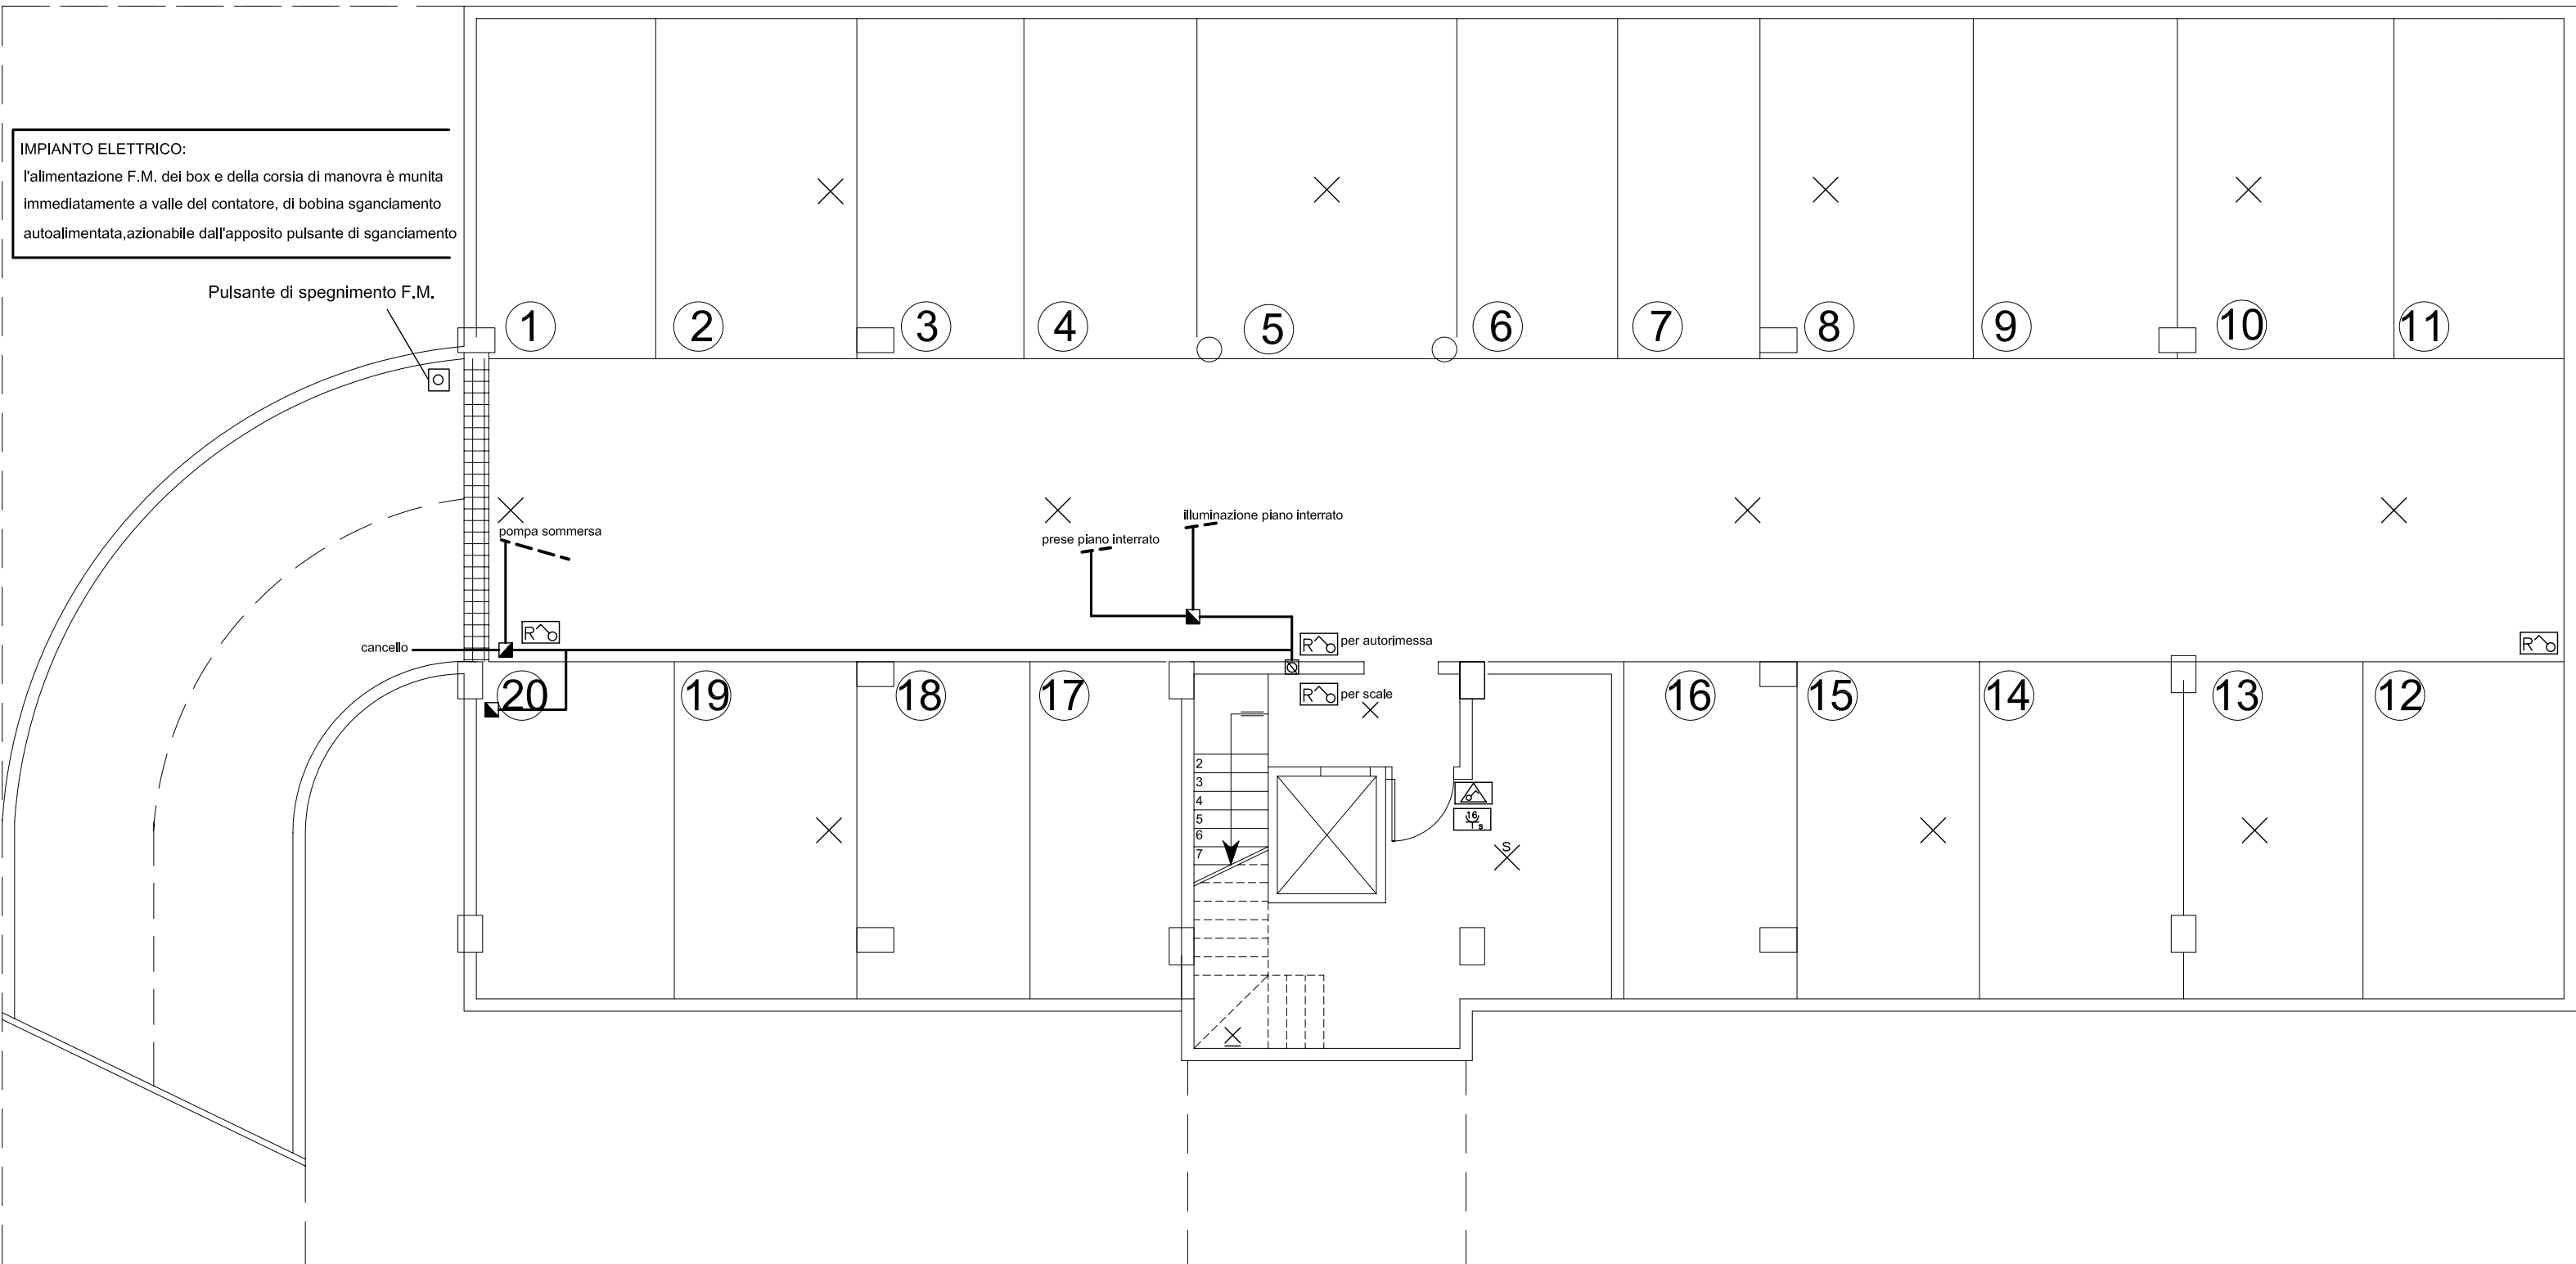 IMPIANTO ELETTRICO:
l'alimentazione F.M. dei box e della corsia di manovra è munita
immediatamente a valle del contatore, di bobina sganciamento
autoalimentata,azionabile dall'apposito pulsante di sganciamento
Pulsante di spegnimento F.M.
1 2 3 4 5 6 7 8 9 10 11
pompa sommersa
prese piano interrato
illuminazione piano interrato
cancello
R
R per autorimessa
R
20 19 18 17 16 15 14 13 12
R per scale
2
3
4
5
6
7
16
s
S